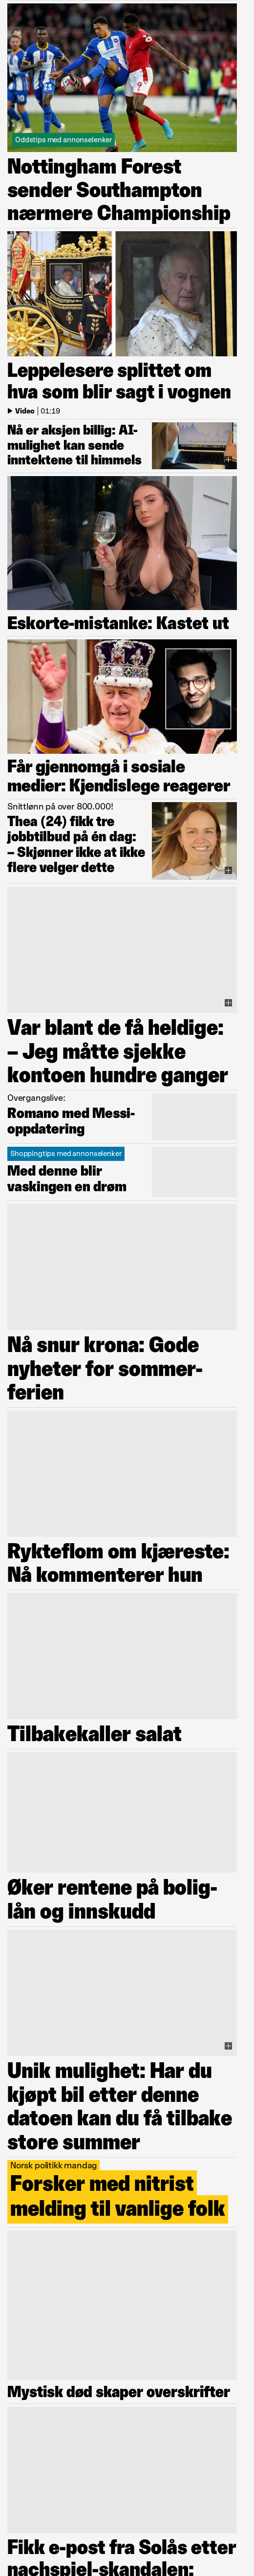 Oddstips med annonselenker
Nottingham Forest
sender Southampton
nærmere Championship
Leppelesere splittet om
hva som blir sagt i vognen
Video | 01:19
Nå er aksjen billig: AI-
mulighet kan sende
inntektene til himmels
Eskorte-mistanke: Kastet ut
Får gjennomgå i sosiale
medier: Kjendislege reagerer
Snittlønn på over 800.000!
Thea (24) fikk tre
jobbtilbud på én dag:
– Skjønner ikke at ikke
flere velger dette
Var blant de få heldige:
– Jeg måtte sjekke
kontoen hundre ganger
Overgangslive:
Romano med Messi-
oppdatering
Shoppingtips med annonselenker
Med denne blir
vaskingen en drøm
Nå snur krona: Gode
nyheter for sommer-
ferien
Rykteflom om kjæreste:
Nå kommenterer hun
Tilbakekaller salat
Øker rentene på bolig-
lån og innskudd
Unik mulighet: Har du
kjøpt bil etter denne
datoen kan du få tilbake
store summer
Norsk politikk mandag
Forsker med nitrist
melding til vanlige folk
Mystisk død skaper overskrifter
Fikk e-post fra Solås etter
nachspiel-skandalen: